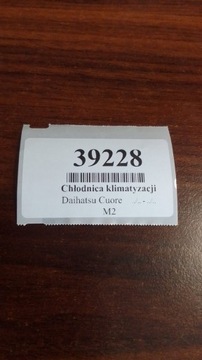 39228
Chłodnica klimatyzacji
Daihatsu Cuore .-. - .-.
M2